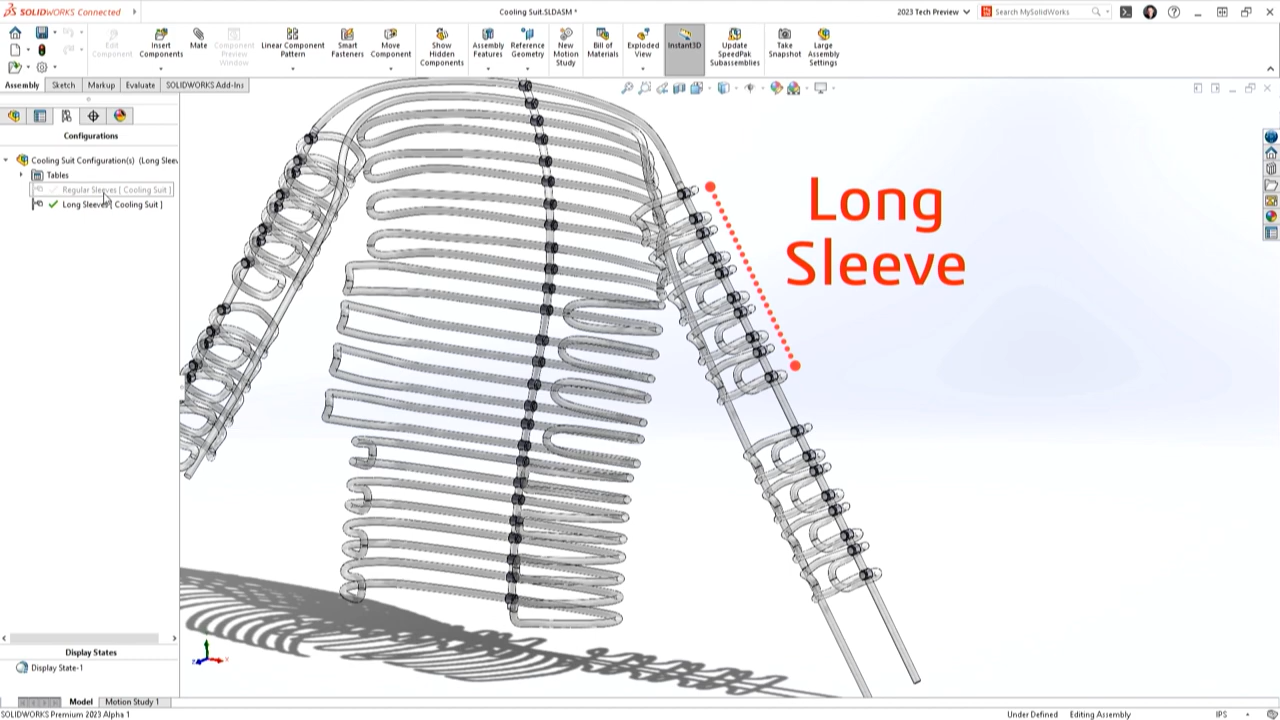 SOLIDWORKS CONNECTED
Cooling Suit.SLDASM *
2023 Tech Preview
Search MySolidWorks
Edit Component
Insert Components
Mate
Component Preview Window
Linear Component Pattern
Smart Fasteners
Move Component
Show Hidden Components
Assembly Features
Reference Geometry
New Motion Study
Bill of Materials
Exploded View
Instant3D
Update SpeedPak Subassemblies
Take Snapshot
Large Assembly Settings
Assembly
Sketch
Markup
Evaluate
SOLIDWORKS Add-Ins
Configurations
Cooling Suit Configuration(s) (Long Sleev
Tables
Regular Sleeves [ Cooling Suit ]
Long Sleeve [ Cooling Suit ]
Long
Sleeve
Display States
Display State-1
Model
Motion Study 1
SOLIDWORKS Premium 2023 Alpha 1
Under Defined
Editing Assembly
IPS